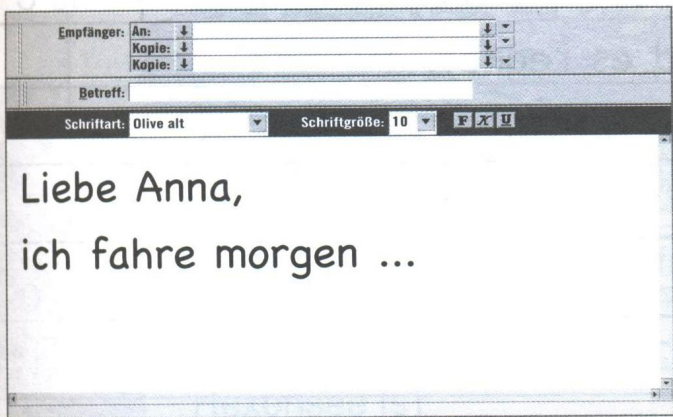 Empfänger: An:
Kopie:
Kopie:
Betreff:
Schriftart: Olive alt Schriftgröße: 10 F X U
Liebe Anna,
ich fahre morgen ...